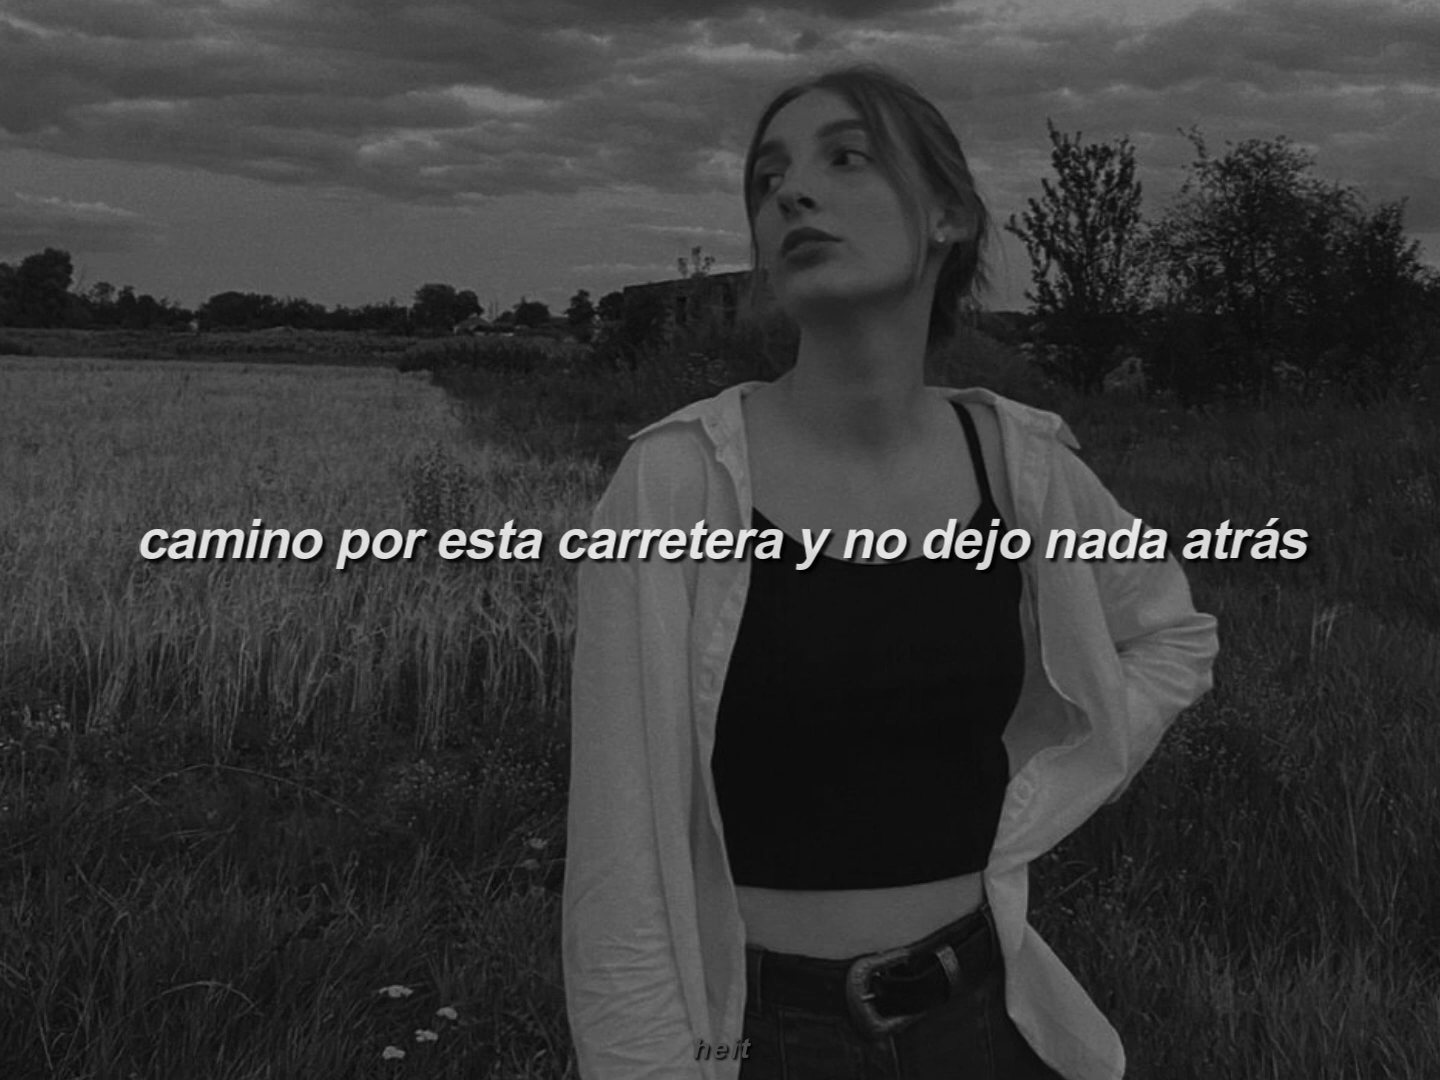 camino por esta carretera y no dejo nada atrás
heit